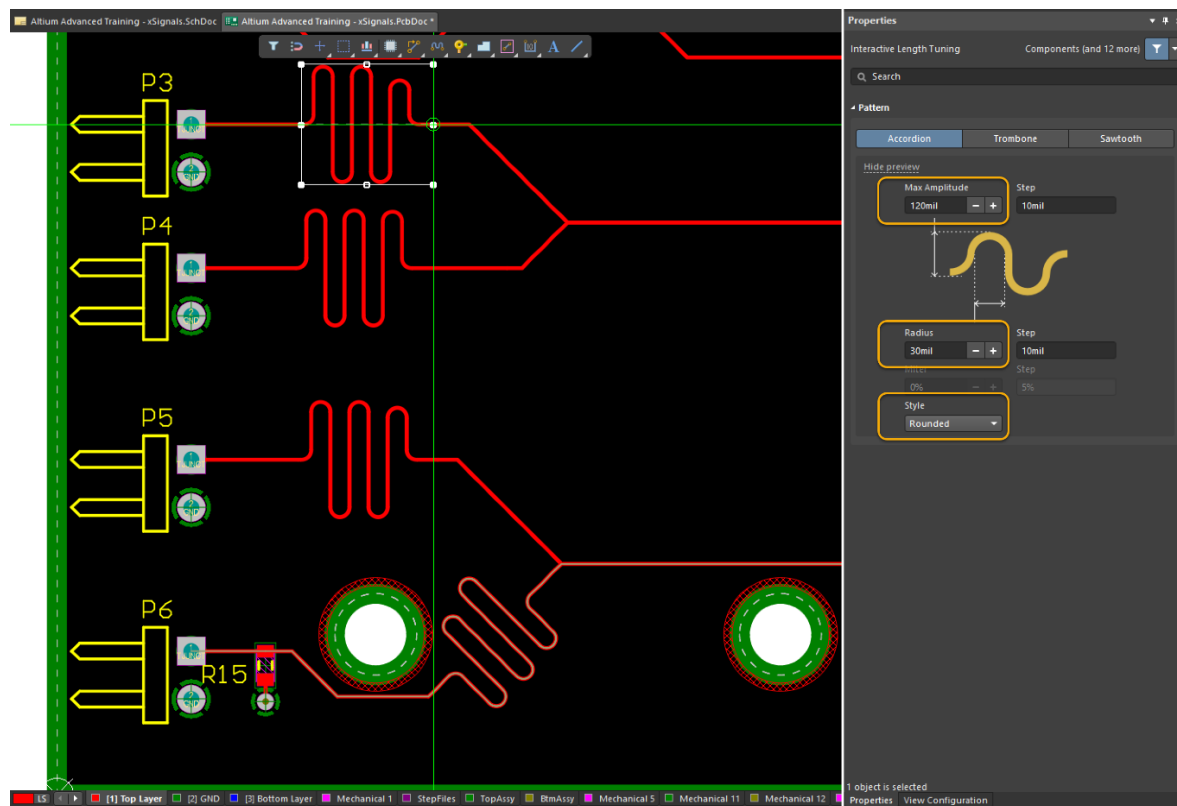 Altium Advanced Training - xSignals.SchDoc
Altium Advanced Training - xSignals.PcbDoc *
P3
P4
P5
P6
R15
LS
[1] Top Layer
[2] GND
[3] Bottom Layer
Mechanical 1
StepFiles
TopAssy
BtmAssy
Mechanical 5
Mechanical 11
Mechanical 12
Properties
Interactive Length Tuning
Components (and 12 more)
Search
Pattern
Accordion
Trombone
Sawtooth
Hide preview
Max Amplitude
Step
120mil
10mil
Radius
Step
30mil
10mil
Miter
Step
0%
5%
Style
Rounded
1 object is selected
Properties
View Configuration